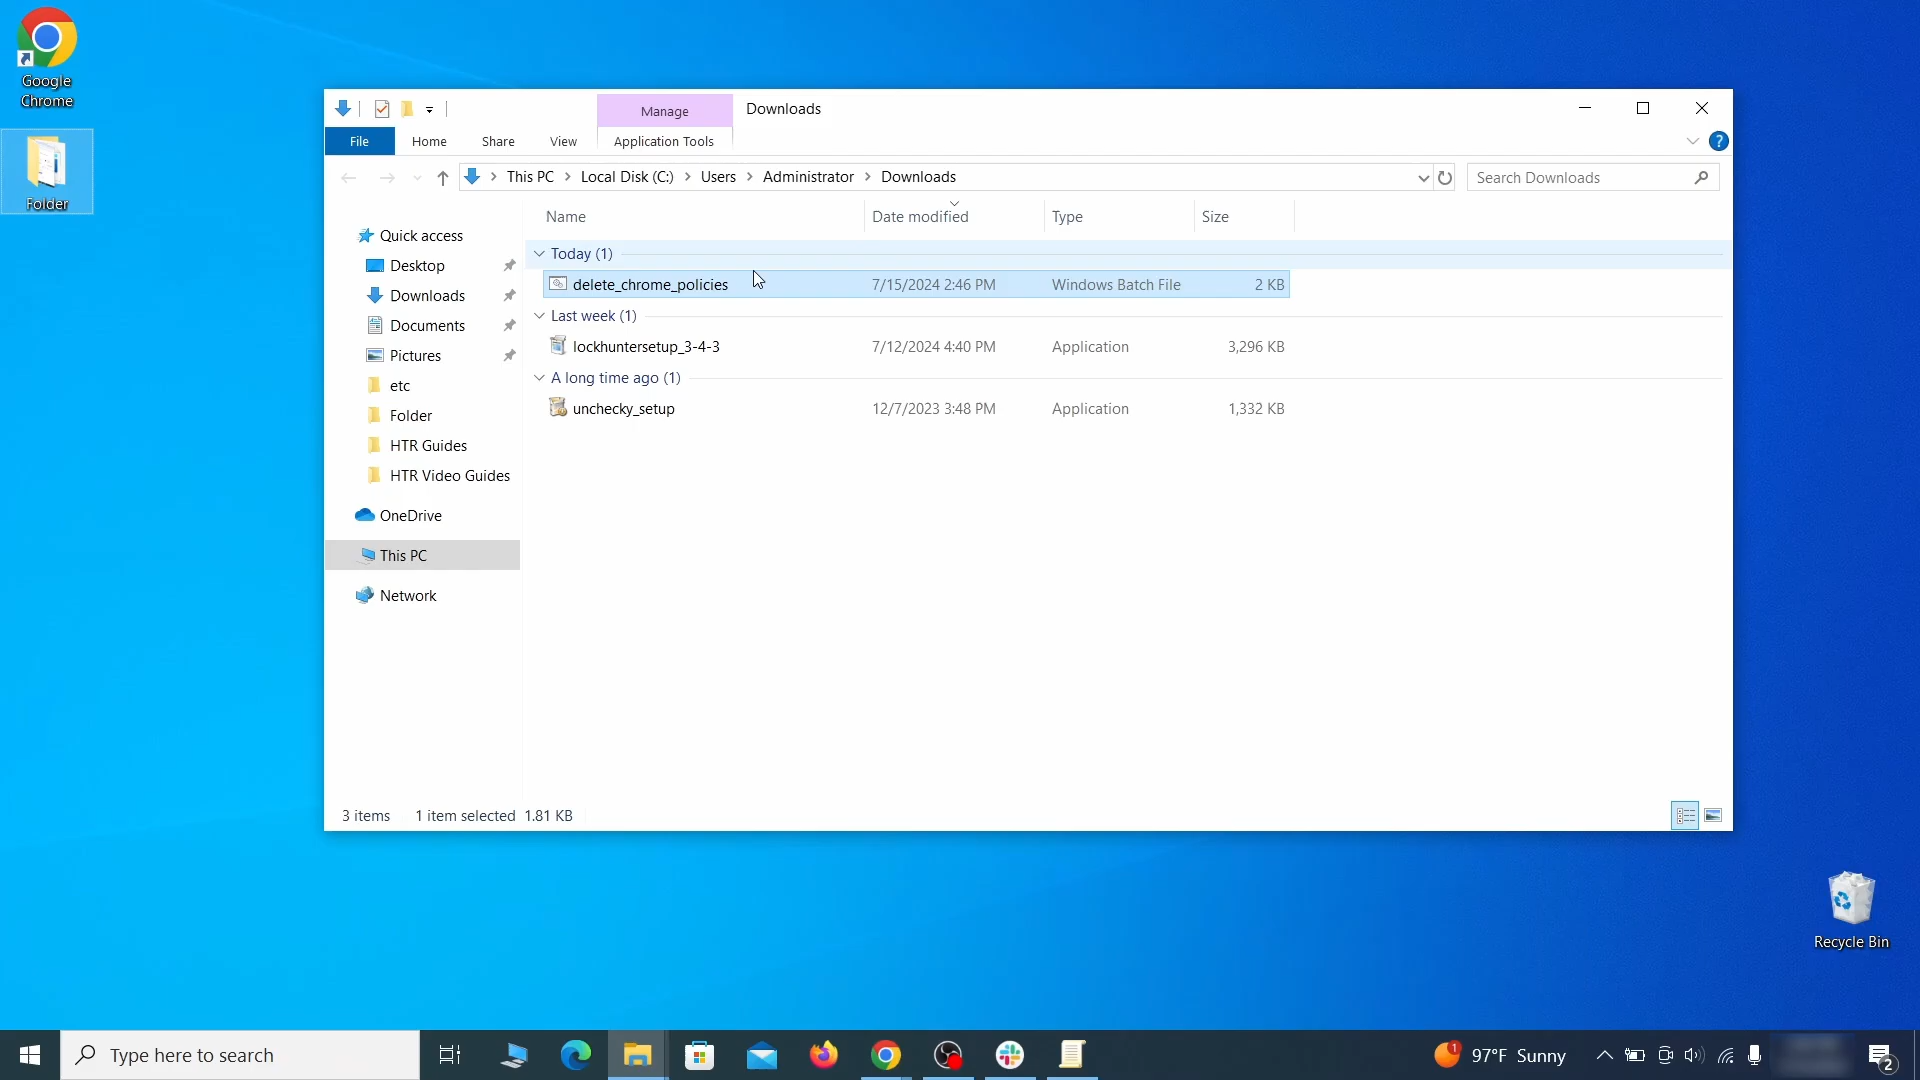 Google
Chrome
Folder
Manage
Downloads
File
Home
Share
View
Application Tools
?
This PC
Local Disk (C:)
Users
Administrator
Downloads
Search Downloads
Name
Date modified
Type
Size
Quick access
Desktop
Downloads
Documents
Pictures
etc
Folder
HTR Guides
HTR Video Guides
OneDrive
This PC
Network
Today (1)
delete_chrome_policies
7/15/2024 2:46 PM
Windows Batch File
2 KB
Last week (1)
lockhuntersetup_3-4-3
7/12/2024 4:40 PM
Application
3,296 KB
A long time ago (1)
unchecky_setup
12/7/2023 3:48 PM
Application
1,332 KB
3 items
1 item selected 1.81 KB
Recycle Bin
Type here to search
1
97°F Sunny
2